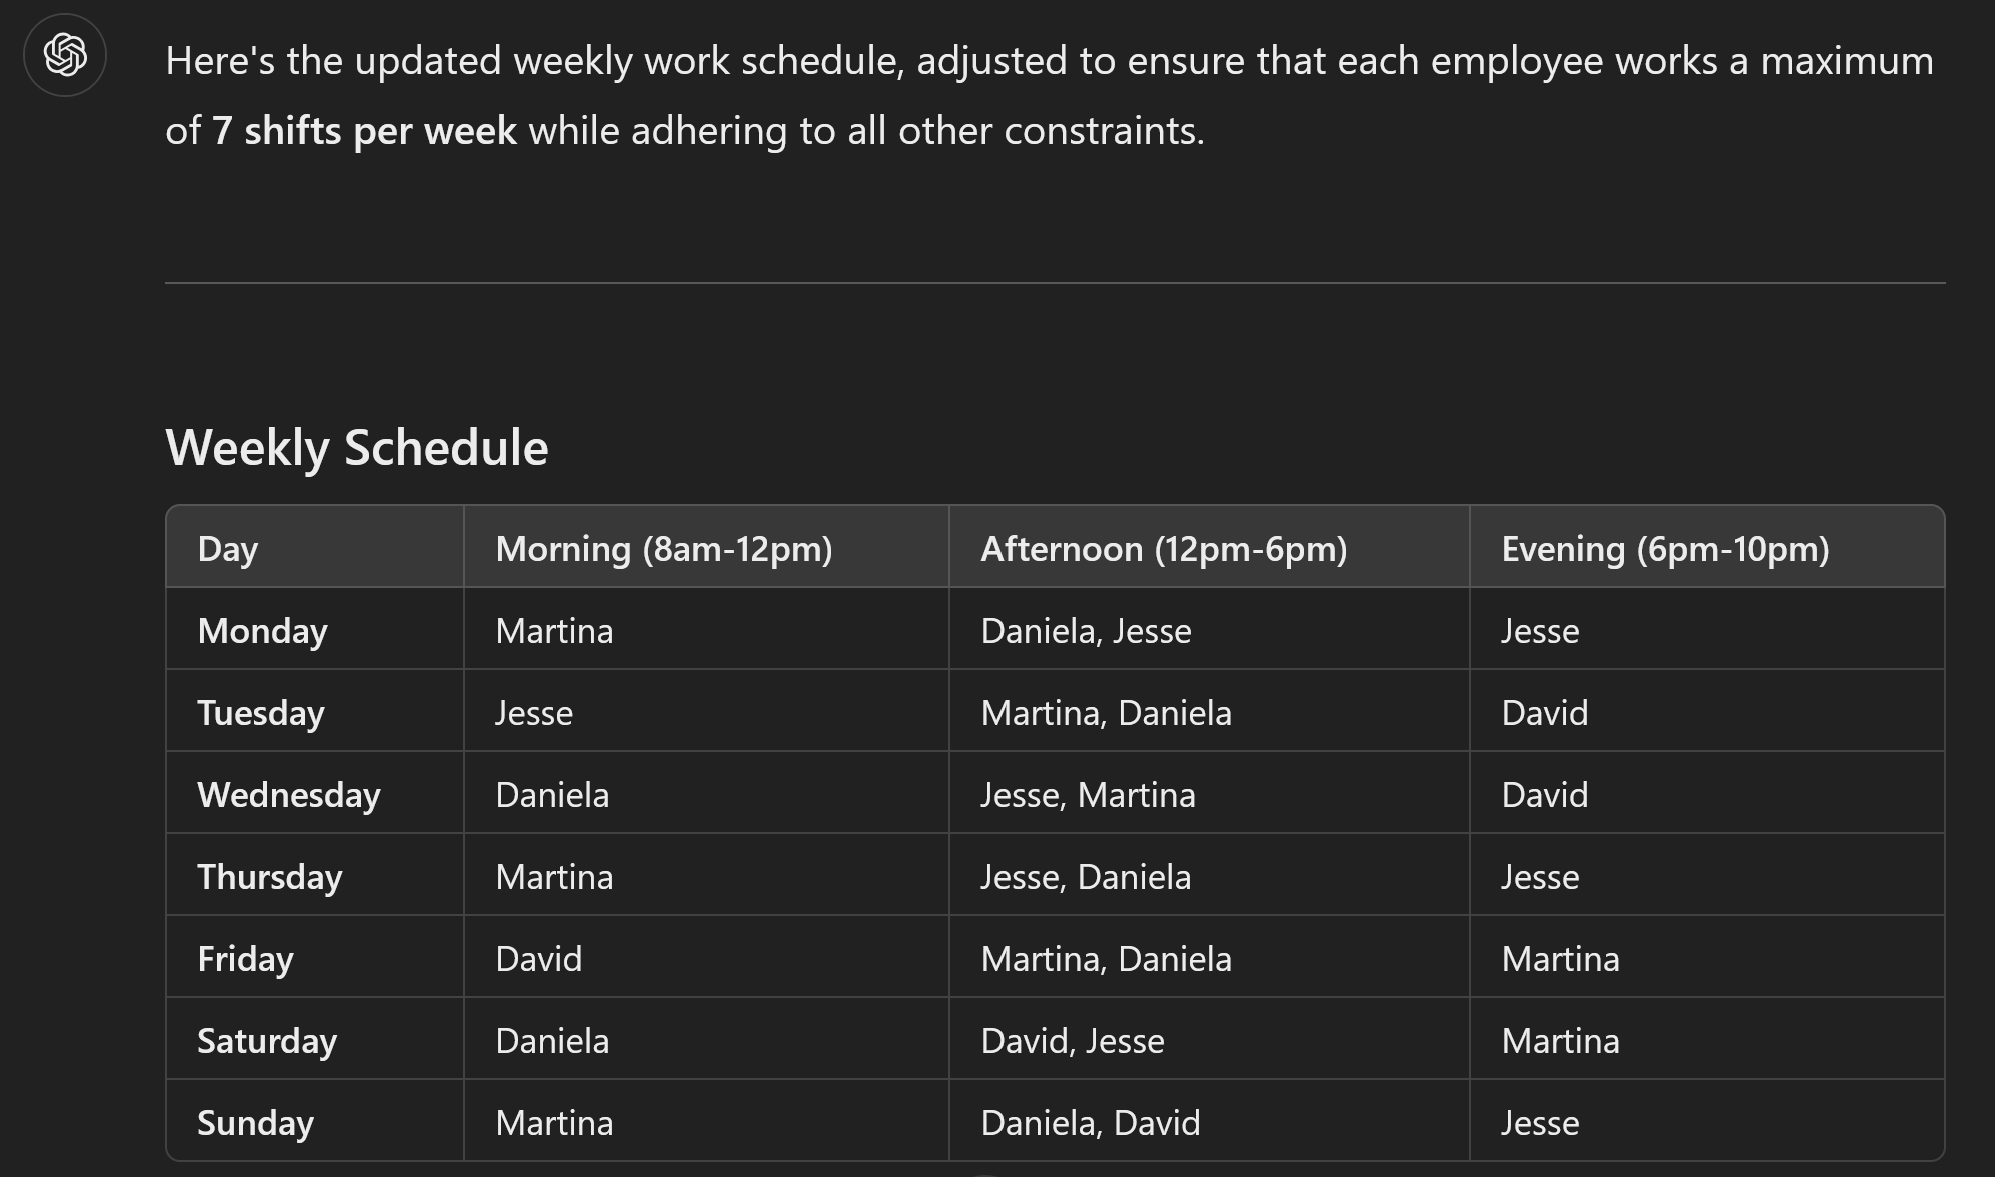 Here's the updated weekly work schedule, adjusted to ensure that each employee works a maximum
of 7 shifts per week while adhering to all other constraints.
Weekly Schedule
Day Morning (8am-12pm) Afternoon (12pm-6pm) Evening (6pm-10pm)
Monday Martina Daniela, Jesse Jesse
Tuesday Jesse Martina, Daniela David
Wednesday Daniela Jesse, Martina David
Thursday Martina Jesse, Daniela Jesse
Friday David Martina, Daniela Martina
Saturday Daniela David, Jesse Martina
Sunday Martina Daniela, David Jesse